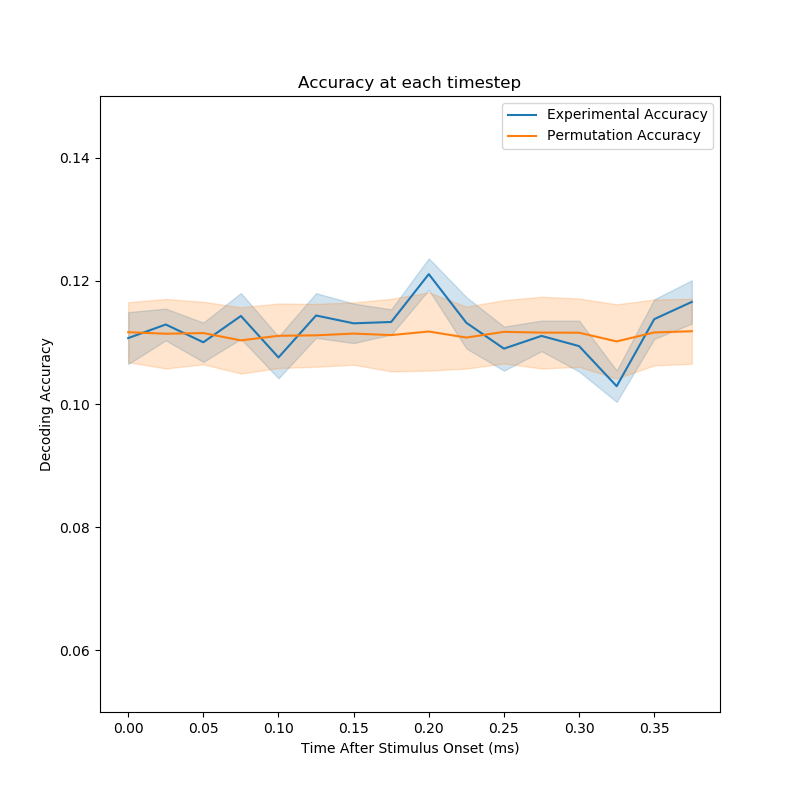 Accuracy at each timestep
Experimental Accuracy
Permutation Accuracy
0.14
0.12
0.10
0.08
0.06
Decoding Accuracy
0.00 0.05 0.10 0.15 0.20 0.25 0.30 0.35
Time After Stimulus Onset (ms)